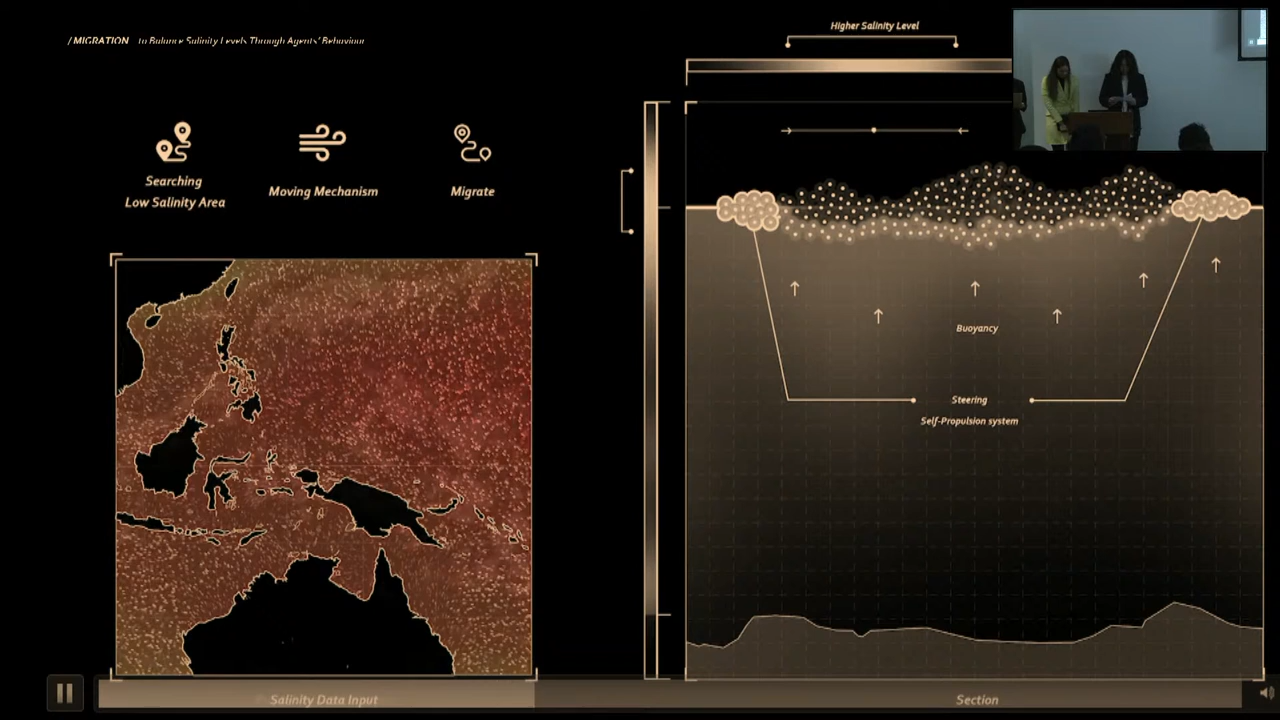 / MIGRATION to Balance Salinity Levels Through Agents' Behaviour
Higher Salinity Level
Searching
Low Salinity Area
Moving Mechanism
Migrate
Buoyancy
Steering
Self-Propulsion system
Salinity Data Input
Section